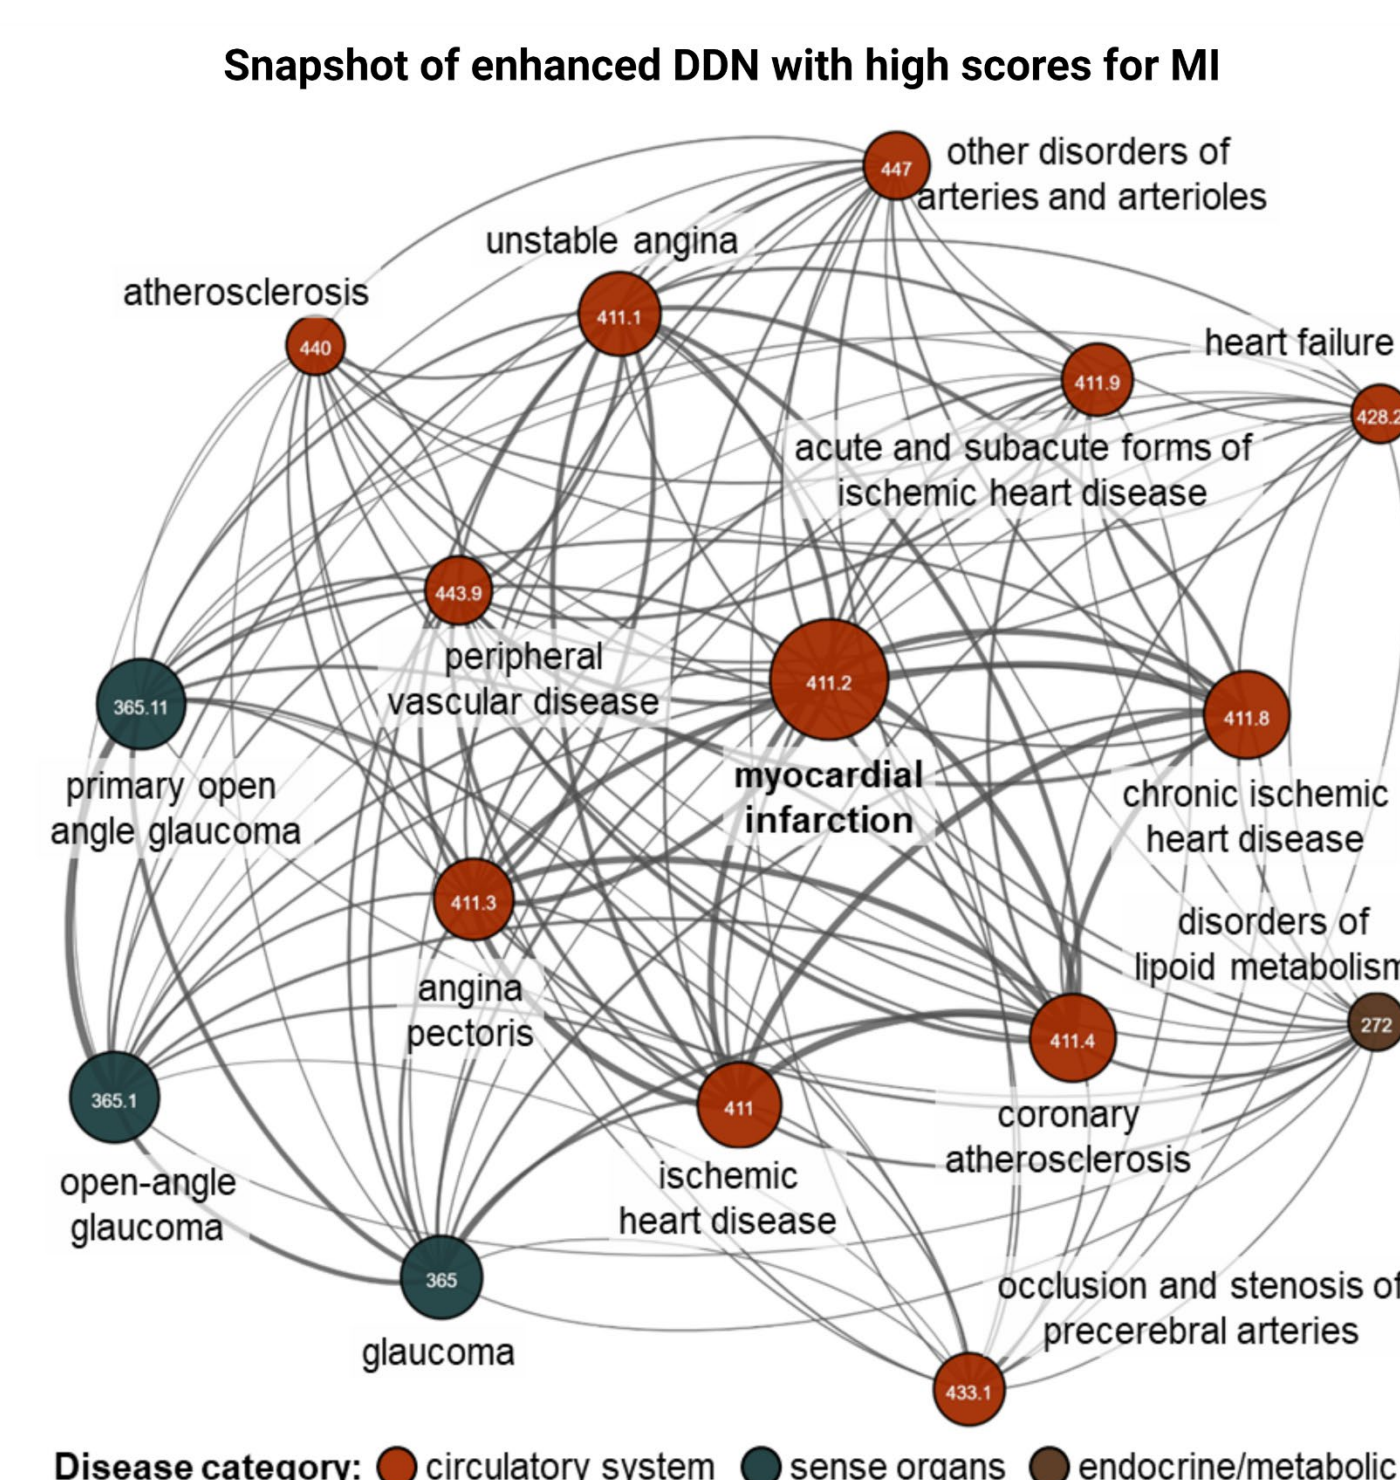 Snapshot of enhanced DDN with high scores for MI
447
other disorders of
arteries and arterioles
unstable angina
411.1
atherosclerosis
440
heart failure
411.9
428.2
acute and subacute forms of
ischemic heart disease
443.9
peripheral
vascular disease
411.2
myocardial
infarction
365.11
primary open
angle glaucoma
411.8
chronic ischemic
heart disease
411.3
angina
pectoris
disorders of
lipoid metabolism
272
411.4
coronary
atherosclerosis
365.1
open-angle
glaucoma
411
ischemic
heart disease
365
glaucoma
occlusion and stenosis of
precerebral arteries
433.1
Disease category: circulatory system sense organs endocrine/metabolic